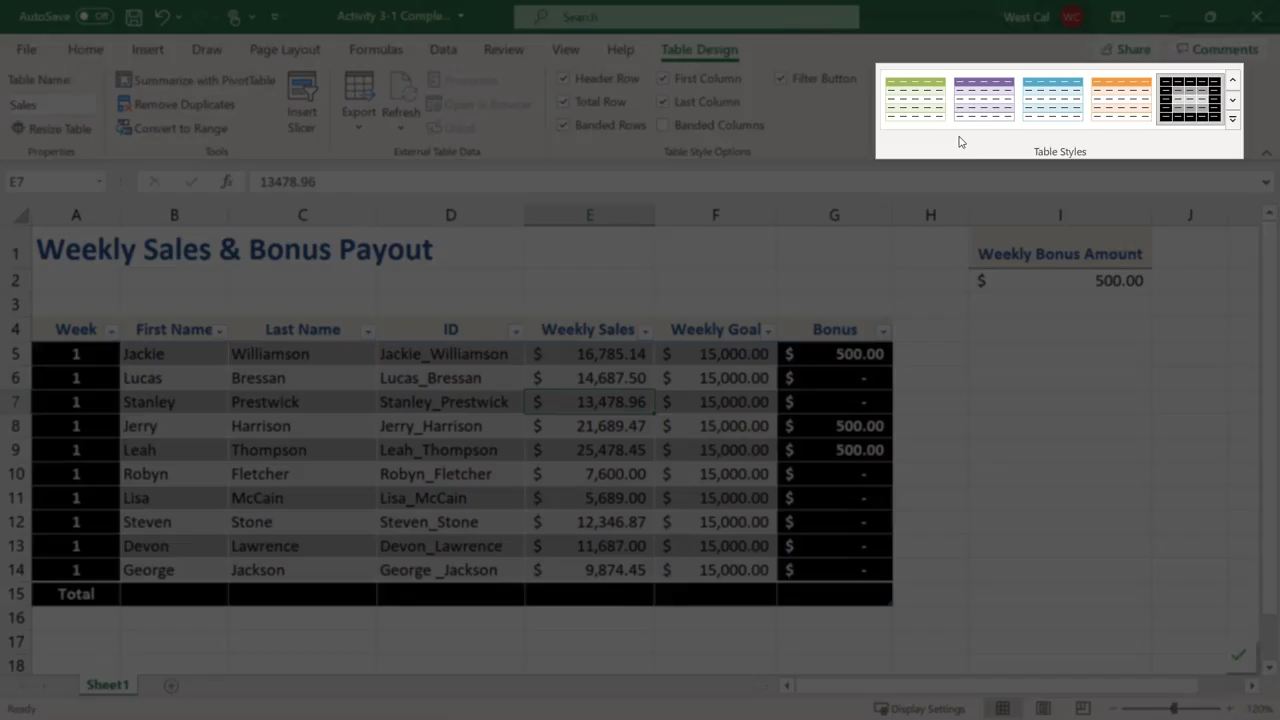 AutoSave Off Activity 3-1 Comple... Search West Cal WC
File Home Insert Draw Page Layout Formulas Data Review View Help Table Design Share Comments
Table Name:
Sales
Resize Table
Properties
Summarize with PivotTable
Remove Duplicates
Convert to Range
Tools
Insert
Slicer
Export Refresh
Properties
Open in Browser
Unlink
External Table Data
Header Row First Column Filter Button
Total Row Last Column
Banded Rows Banded Columns
Table Style Options
Table Styles
E7 fx 13478.96
A B C D E F G H I J
1 Weekly Sales & Bonus Payout Weekly Bonus Amount
2 $ 500.00
3
4 Week First Name Last Name ID Weekly Sales Weekly Goal Bonus
5 1 Jackie Williamson Jackie_Williamson $ 16,785.14 $ 15,000.00 $ 500.00
6 1 Lucas Bressan Lucas_Bressan $ 14,687.50 $ 15,000.00 $ -
7 1 Stanley Prestwick Stanley_Prestwick $ 13,478.96 $ 15,000.00 $ -
8 1 Jerry Harrison Jerry_Harrison $ 21,689.47 $ 15,000.00 $ 500.00
9 1 Leah Thompson Leah_Thompson $ 25,478.45 $ 15,000.00 $ 500.00
10 1 Robyn Fletcher Robyn_Fletcher $ 7,600.00 $ 15,000.00 $ -
11 1 Lisa McCain Lisa_McCain $ 5,689.00 $ 15,000.00 $ -
12 1 Steven Stone Steven_Stone $ 12,346.87 $ 15,000.00 $ -
13 1 Devon Lawrence Devon_Lawrence $ 11,687.00 $ 15,000.00 $ -
14 1 George Jackson George _Jackson $ 9,874.45 $ 15,000.00 $ -
15 Total
16
17
18
Sheet1
Ready Display Settings 120%